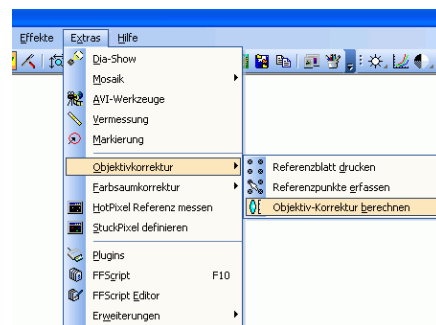 Effekte Extras Hilfe
Dia-Show
Mosaik
AVI-Werkzeuge
Vermessung
Markierung
Objektivkorrektur
Referenzblatt drucken
Farbsaumkorrektur
Referenzpunkte erfassen
HotPixel Referenz messen
Objektiv-Korrektur berechnen
StuckPixel definieren
Plugins
FFScript F10
FFScript Editor
Erweiterungen